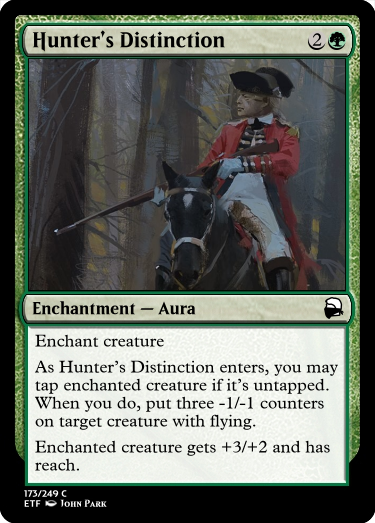 Hunter's Distinction 2
Enchantment — Aura
Enchant creature
As Hunter's Distinction enters, you may
tap enchanted creature if it's untapped.
When you do, put three -1/-1 counters
on target creature with flying.
Enchanted creature gets +3/+2 and has
reach.
173/249 C
ETF John Park